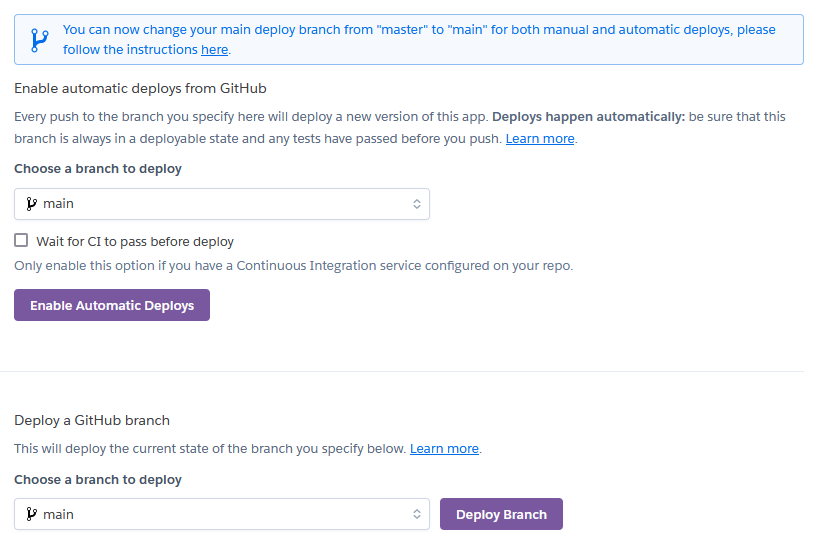 You can now change your main deploy branch from "master" to "main" for both manual and automatic deploys, please
follow the instructions here.
Enable automatic deploys from GitHub
Every push to the branch you specify here will deploy a new version of this app. Deploys happen automatically: be sure that this
branch is always in a deployable state and any tests have passed before you push. Learn more.
Choose a branch to deploy
main
Wait for CI to pass before deploy
Only enable this option if you have a Continuous Integration service configured on your repo.
Enable Automatic Deploys
Deploy a GitHub branch
This will deploy the current state of the branch you specify below. Learn more.
Choose a branch to deploy
main
Deploy Branch